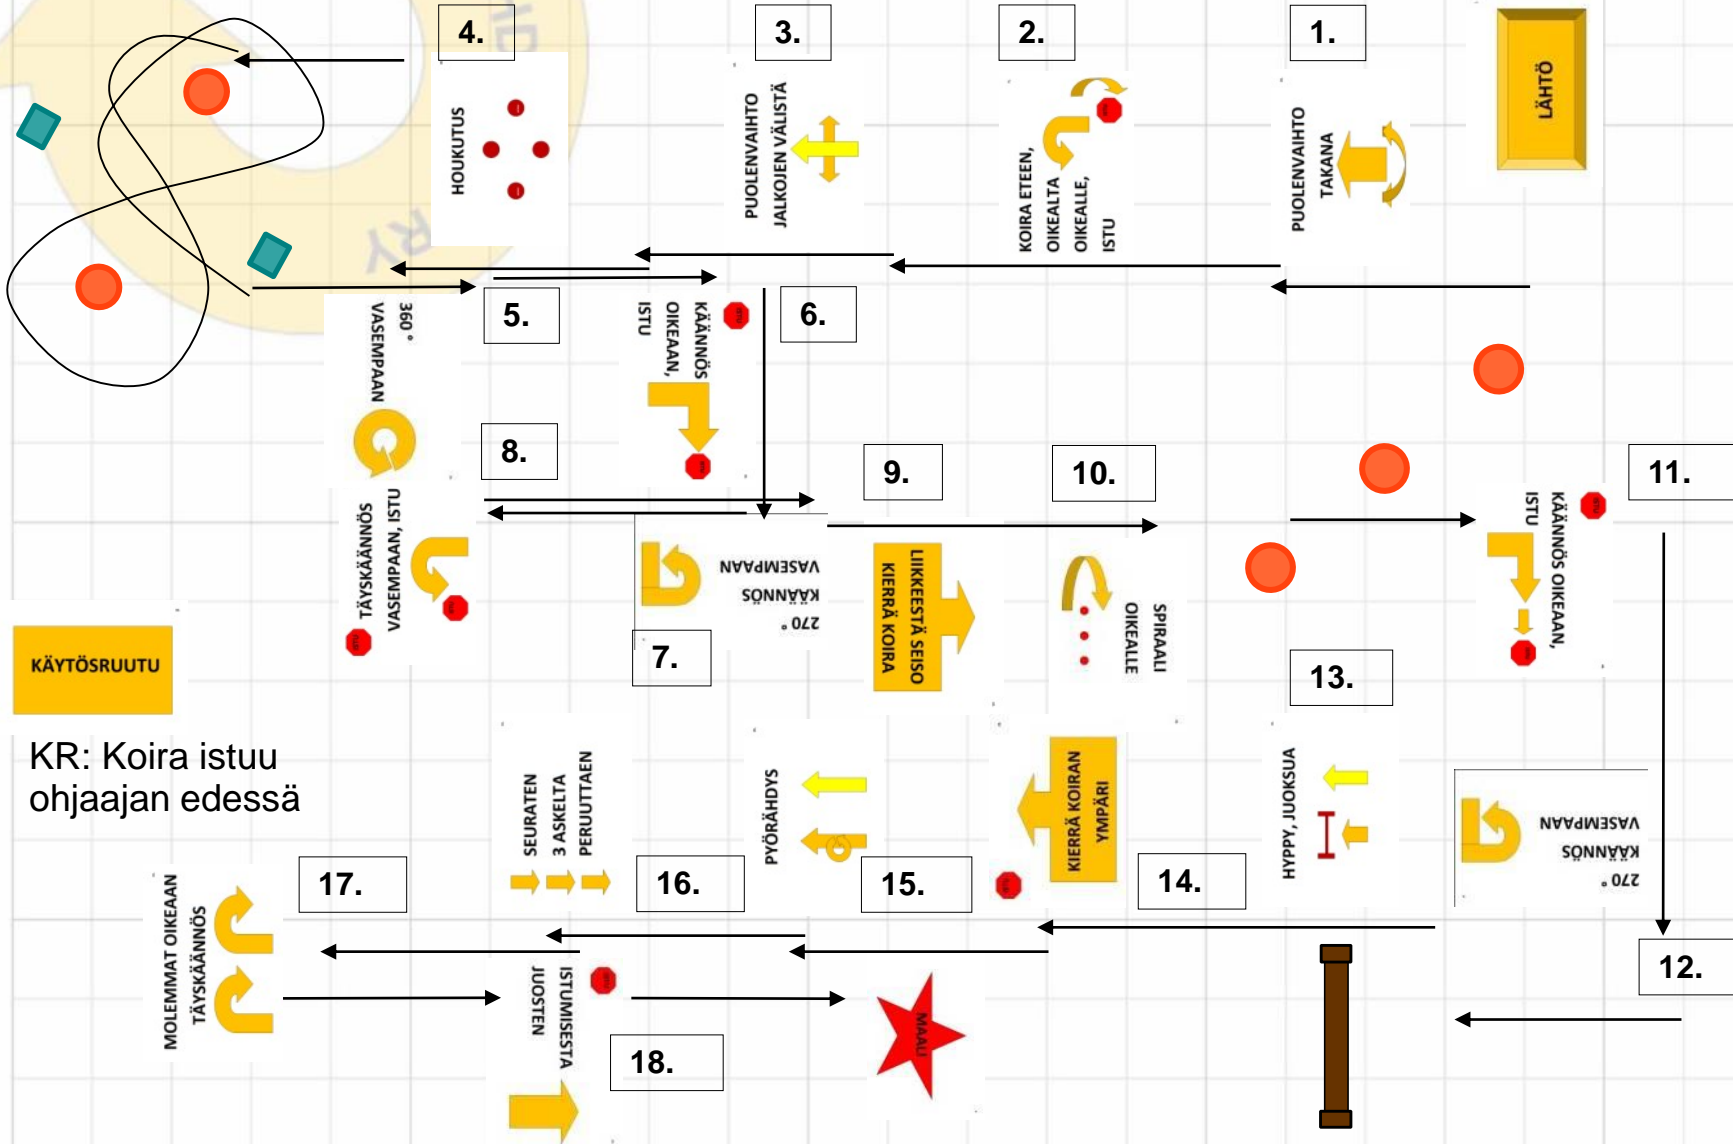 4.
3.
2.
1.
LÄHTÖ
HOUKUTUS
PUOLENVAIHTO
JALKOJEN VÄLISTÄ
KOIRA ETEEN,
OIKEALTA
OIKEALLE,
ISTU
PUOLENVAIHTO
TAKANA
RY
360°
VASEMPAAN
5.
KÄÄNNÖS
OIKEAAN,
ISTU
6.
8.
9.
10.
11.
TÄYSKÄÄNNÖS
VASEMPAAN, ISTU
270°
KÄÄNNÖS
VASEMPAAN
7.
LIIKKEESTÄ SEISO
KIERRÄ KOIRA
SPIRAALI
OIKEALLE
KÄÄNNÖS OIKEAAN,
ISTU
13.
KÄYTÖSRUUTU
KR: Koira istuu
ohjaajan edessä
SEURATEN
3 ASKELTA
PERUUTTAEN
PYÖRÄHDYS
KIERRÄ KOIRAN
YMPÄRI
HYPPY, JUOKSUA
270°
KÄÄNNÖS
VASEMPAAN
17.
16.
15.
14.
MOLEMMAT OIKEAAN
TÄYSKÄÄNNÖS
ISTUMISESTA
JUOSTEN
MAALI
12.
18.